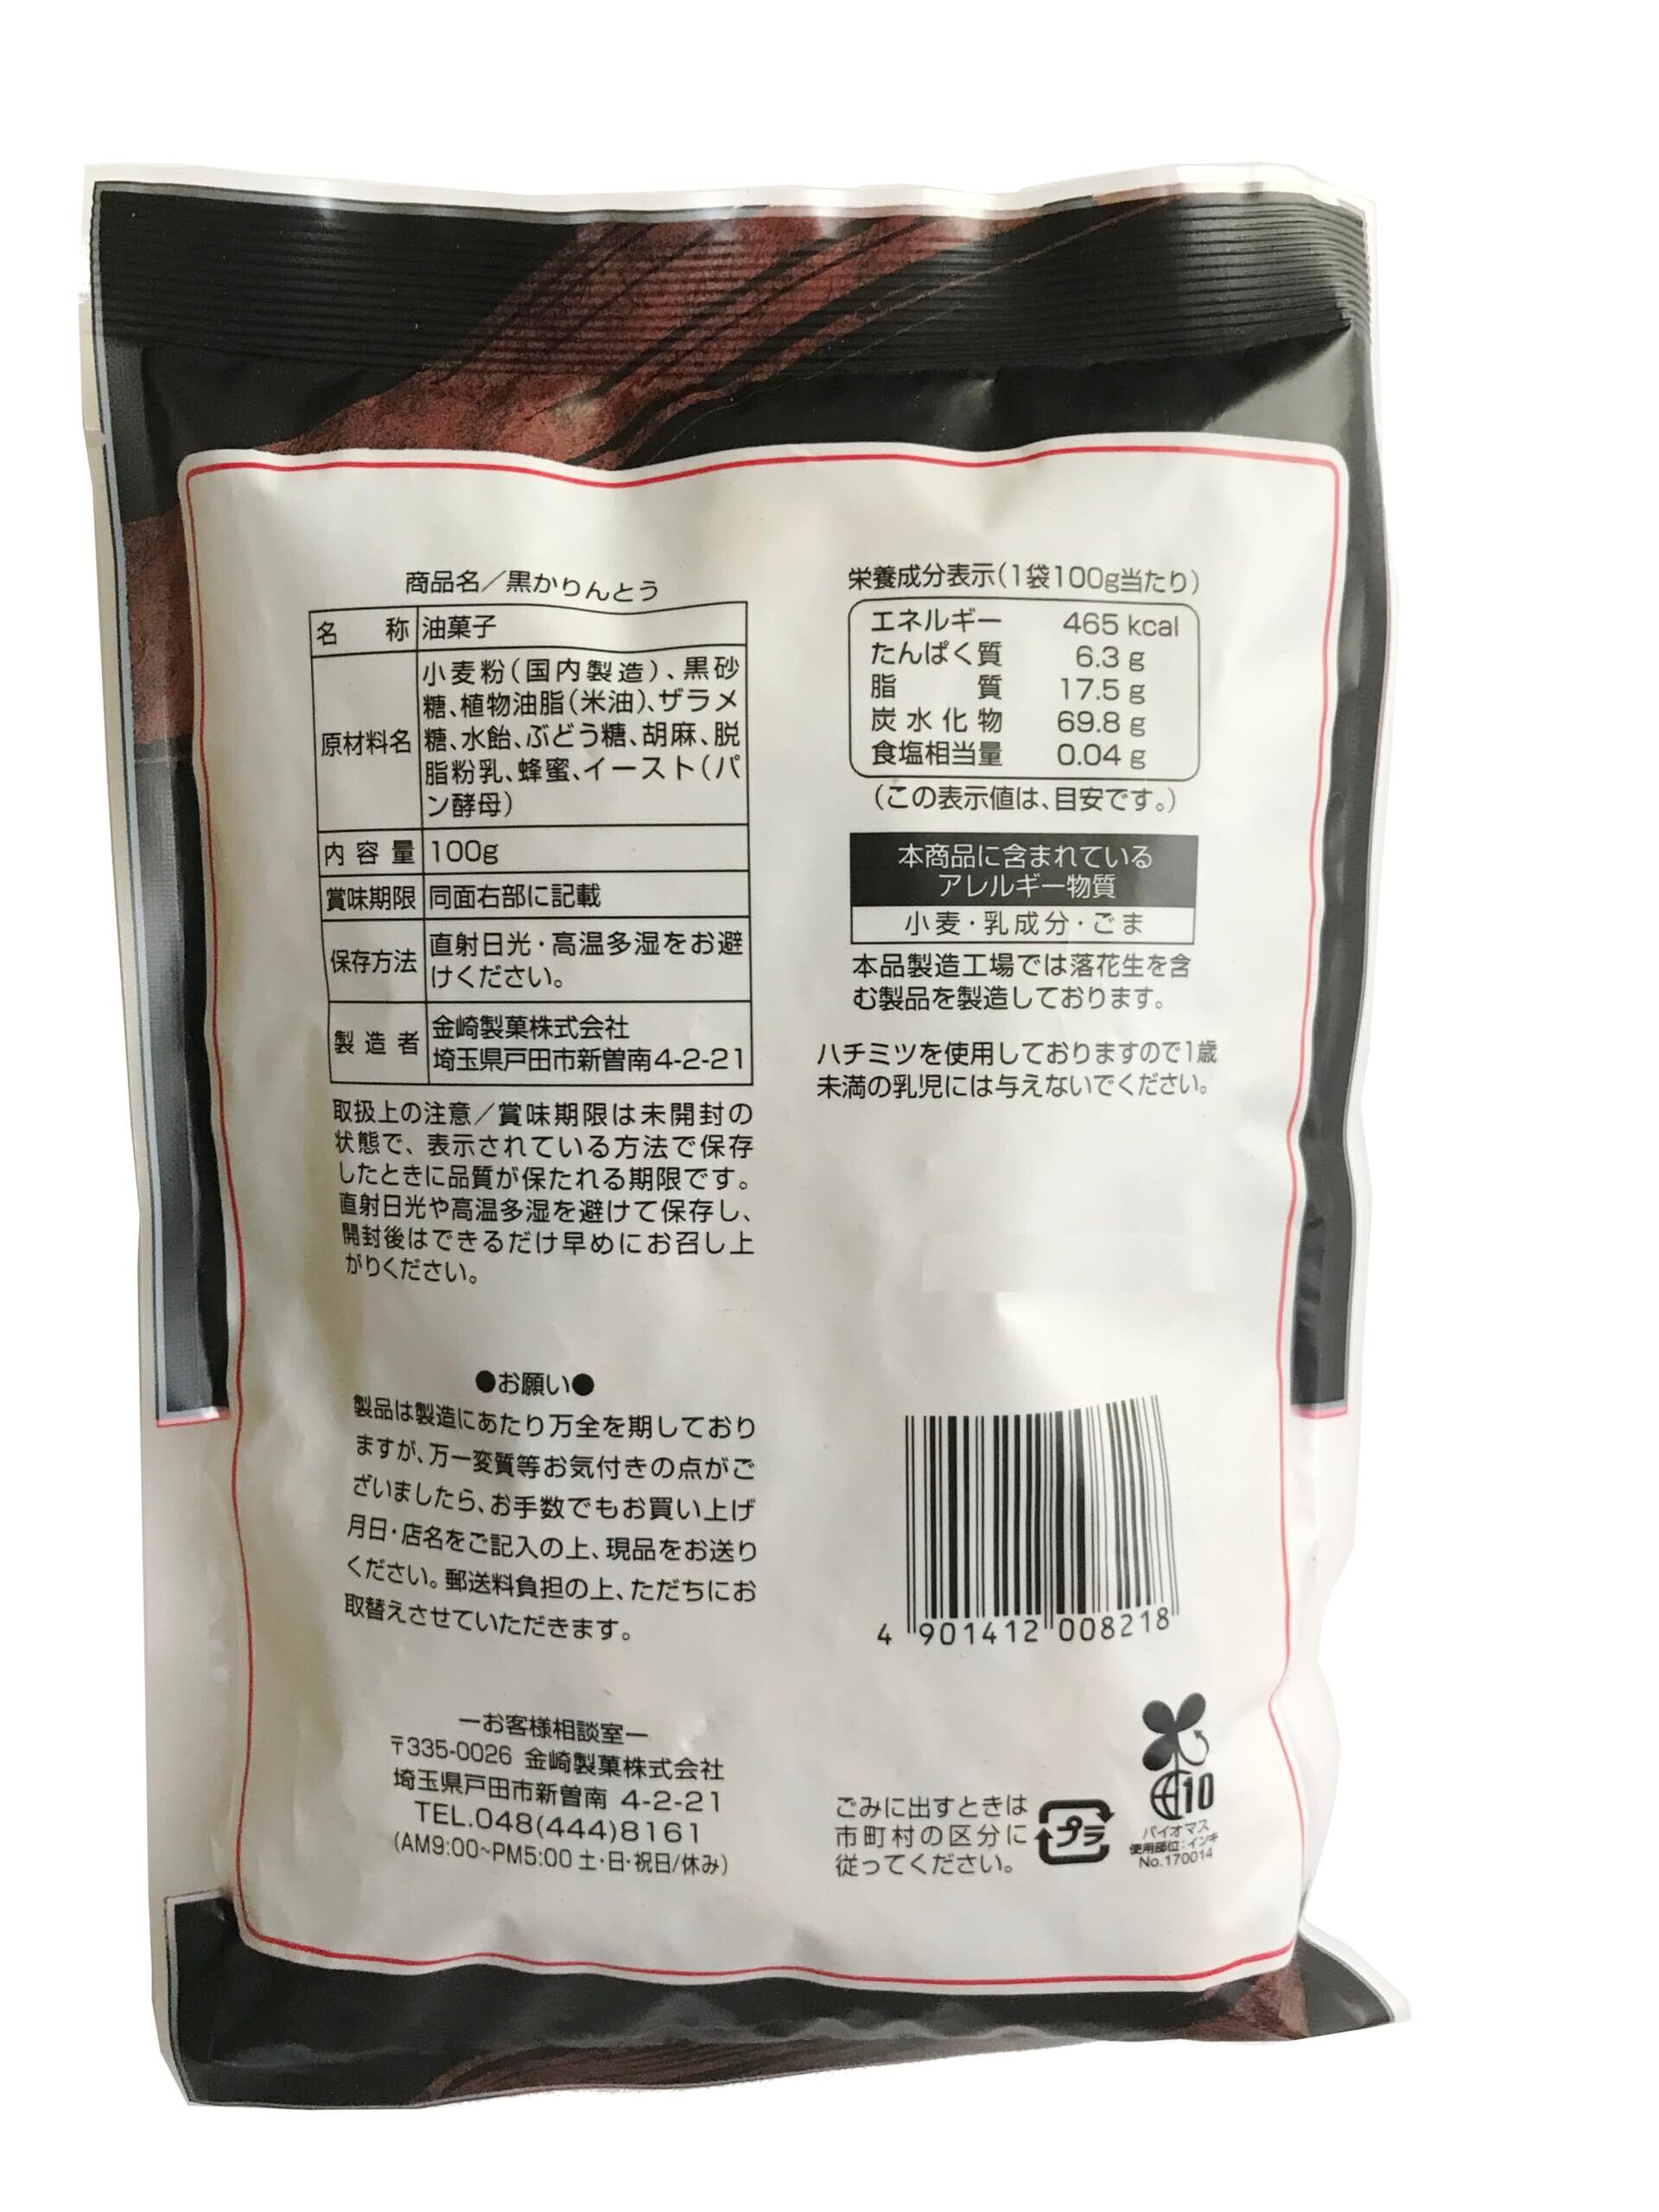 商品名／黒かりんとう
名　称 油菓子
原材料名 小麦粉(国内製造)、黒砂
糖、植物油脂(米油)、ザラメ
糖、水飴、ぶどう糖、胡麻、脱
脂粉乳、蜂蜜、イースト(パ
ン酵母)
内容量 100g
賞味期限 同面右部に記載
保存方法 直射日光・高温多湿をお避
けください。
製造者 金崎製菓株式会社
埼玉県戸田市新曽南4-2-21
取扱上の注意／賞味期限は未開封の
状態で、表示されている方法で保存
したときに品質が保たれる期限です。
直射日光や高温多湿を避けて保存し、
開封後はできるだけ早めにお召し上
がりください。
●お願い●
製品は製造にあたり万全を期しており
ますが、万一変質等お気付きの点がご
ざいましたら、お手数でもお買い上げ
月日・店名をご記入の上、現品をお送り
ください。郵送料負担の上、ただちにお
取替えさせていただきます。
ーお客様相談室ー
〒335-0026 金崎製菓株式会社
埼玉県戸田市新曽南 4-2-21
TEL.048(444)8161
(AM9:00~PM5:00 土・日・祝日/休み)
栄養成分表示(1袋100g当たり)
エネルギー 465 kcal
たんぱく質 6.3 g
脂　質 17.5 g
炭水化物 69.8 g
食塩相当量 0.04 g
(この表示値は、目安です。)
本商品に含まれている
アレルギー物質
小麦・乳成分・ごま
本品製造工場では落花生を含
む製品を製造しております。
ハチミツを使用しておりますので1歳
未満の乳児には与えないでください。
4 901412 008218
ごみに出すときは
市町村の区分に
従ってください。
プラ
10
バイオマス
使用部位：インキ
No.170014